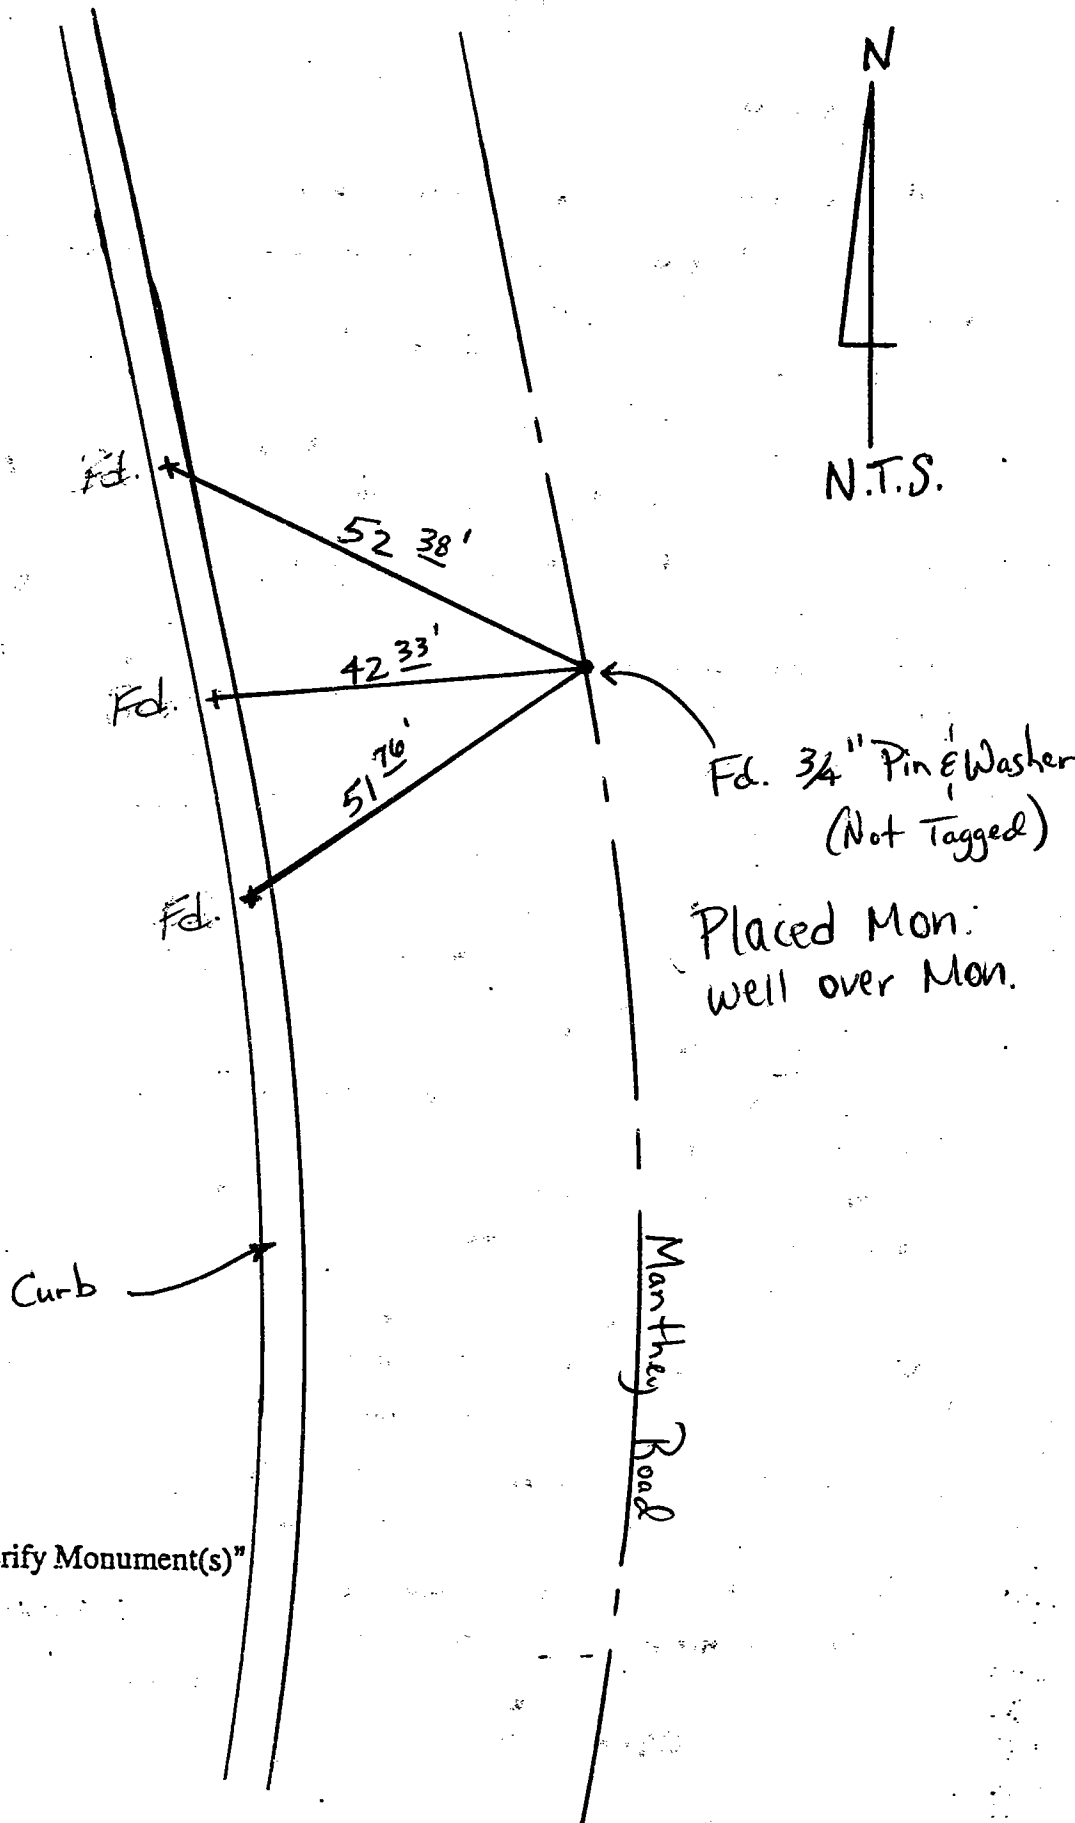 N
N.T.S.
Fd.
52 38'
42 33'
Fd.
51 76'
Fd. 3/4" Pin & Washer
(Not Tagged)
Fd.
Placed Mon.
well over Mon.
Curb
Manthey Road
rify Monument(s)"